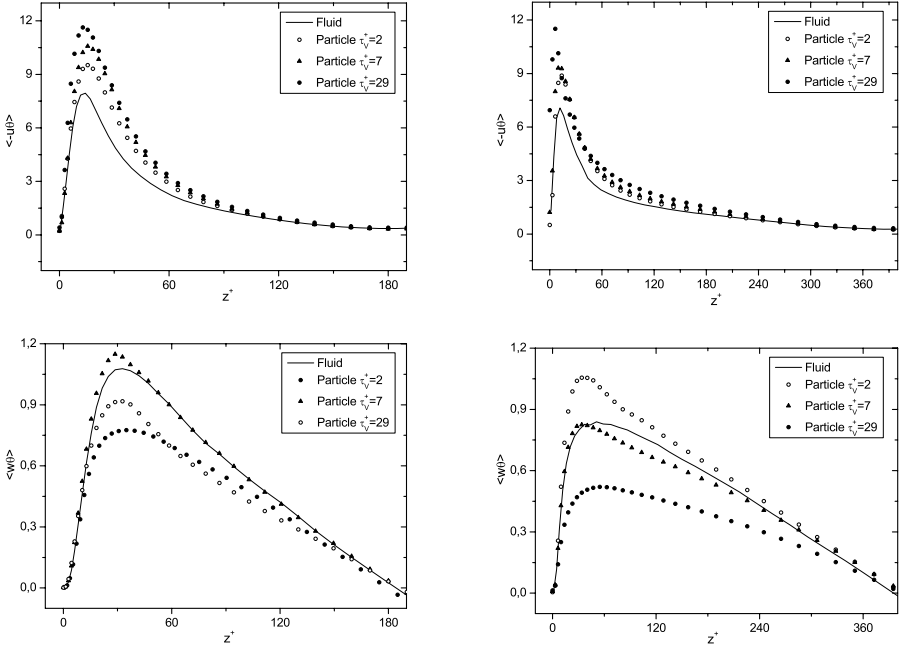 12
9
6
3
0
<-uθ>
0 60 120 180
z+
Fluid
Particle τV+=2
Particle τV+=7
Particle τV+=29
12
9
6
3
0
<-uθ>
0 60 120 180 240 300 360
z+
Fluid
Particle τV+=2
Particle τV+=7
Particle τV+=29
1,2
0,9
0,6
0,3
0,0
<wθ>
0 60 120 180
z+
Fluid
Particle τV+=2
Particle τV+=7
Particle τV+=29
1,2
0,9
0,6
0,3
0,0
<wθ>
0 120 240 360
z+
Fluid
Particle τV+=2
Particle τV+=7
Particle τV+=29